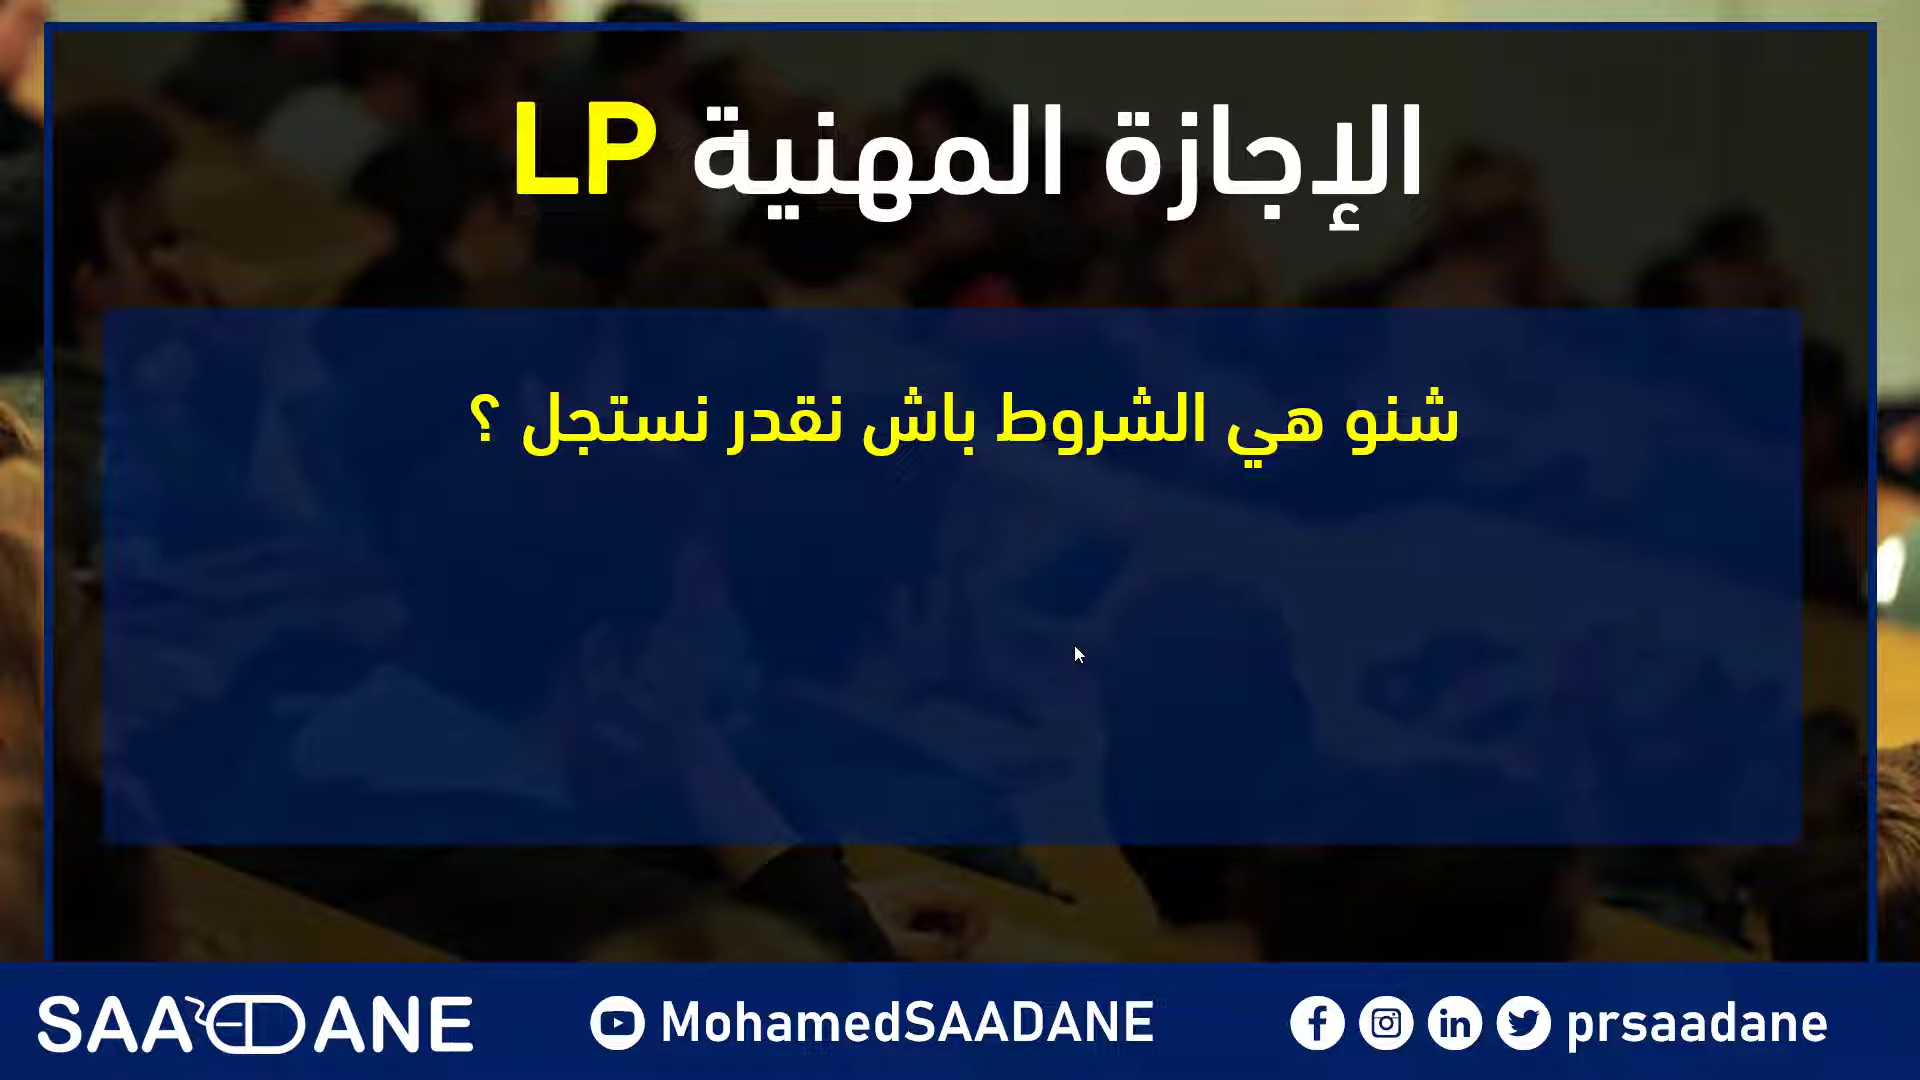 الإجازة المهنية LP
شنو هي الشروط باش نقدر نستجل ؟
SAADANE
MohamedSAADANE
prsaadane